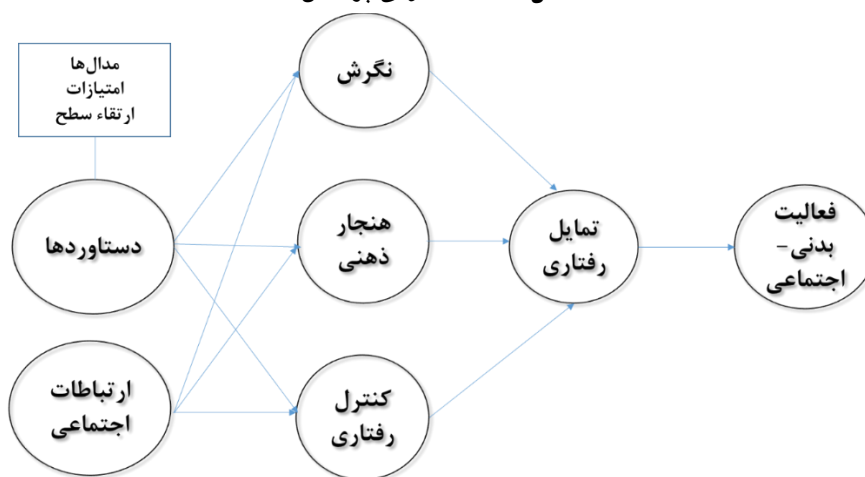 مدال‌ها
امتیازات
ارتقاء سطح
نگرش
دستاوردها
هنجار
ذهنی
تمایل
رفتاری
فعالیت
بدنی –
اجتماعی
ارتباطات
اجتماعی
کنترل
رفتاری